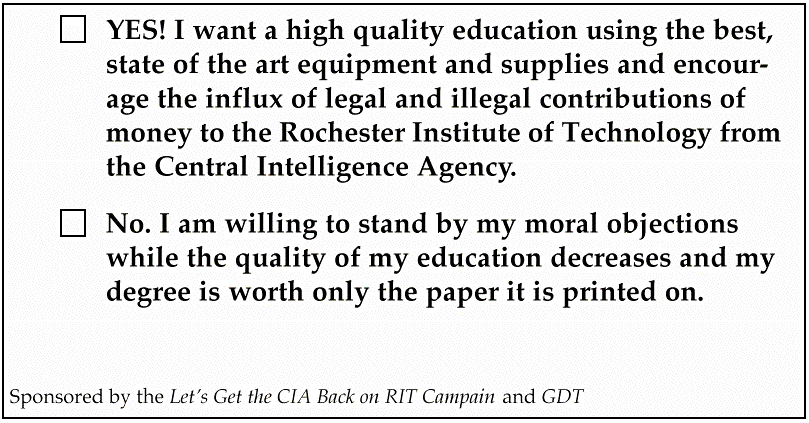 YES! I want a high quality education using the best,
state of the art equipment and supplies and encour-
age the influx of legal and illegal contributions of
money to the Rochester Institute of Technology from
the Central Intelligence Agency.
No. I am willing to stand by my moral objections
while the quality of my education decreases and my
degree is worth only the paper it is printed on.
Sponsored by the Let's Get the CIA Back on RIT Campain and GDT